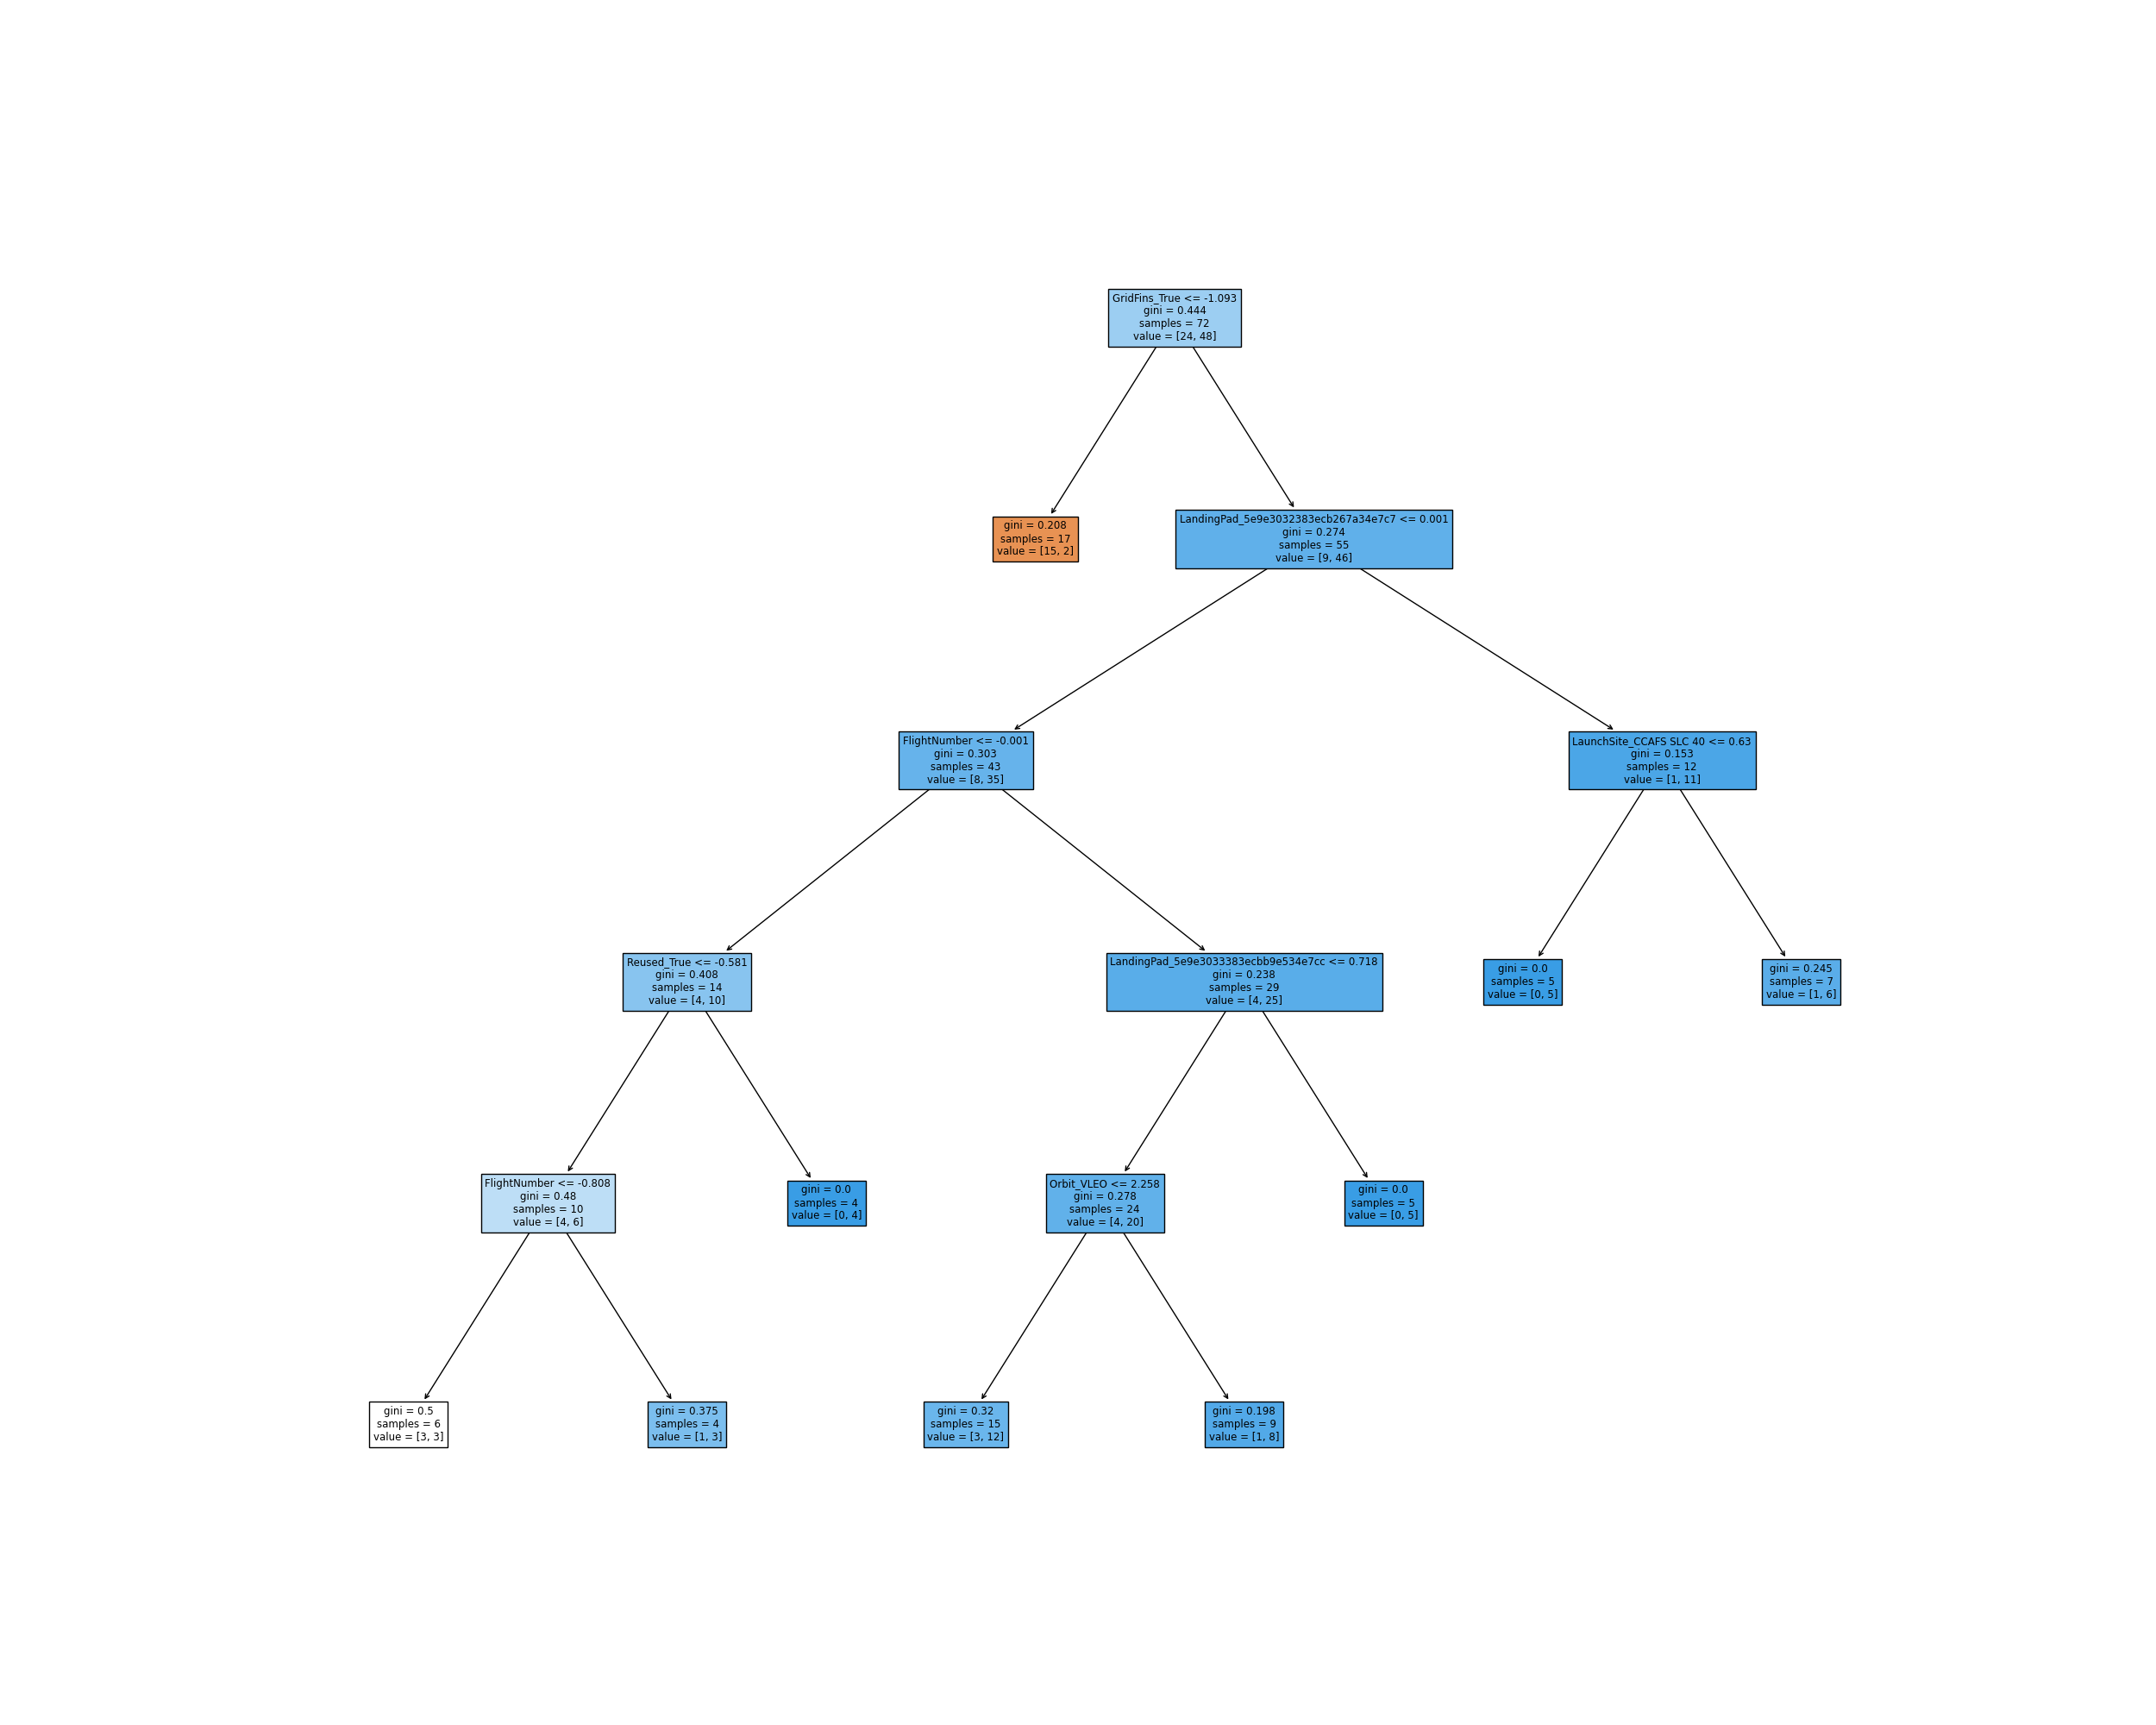 GridFins_True <= -1.093
gini = 0.444
samples = 72
value = [24, 48]
gini = 0.208
samples = 17
value = [15, 2]
LandingPad_5e9e3032383ecb267a34e7c7 <= 0.001
gini = 0.274
samples = 55
value = [9, 46]
FlightNumber <= -0.001
gini = 0.303
samples = 43
value = [8, 35]
LaunchSite_CCAFS SLC 40 <= 0.63
gini = 0.153
samples = 12
value = [1, 11]
Reused_True <= -0.581
gini = 0.408
samples = 14
value = [4, 10]
LandingPad_5e9e3033383ecbb9e534e7cc <= 0.718
gini = 0.238
samples = 29
value = [4, 25]
gini = 0.0
samples = 5
value = [0, 5]
gini = 0.245
samples = 7
value = [1, 6]
FlightNumber <= -0.808
gini = 0.48
samples = 10
value = [4, 6]
gini = 0.0
samples = 4
value = [0, 4]
Orbit_VLEO <= 2.258
gini = 0.278
samples = 24
value = [4, 20]
gini = 0.0
samples = 5
value = [0, 5]
gini = 0.5
samples = 6
value = [3, 3]
gini = 0.375
samples = 4
value = [1, 3]
gini = 0.32
samples = 15
value = [3, 12]
gini = 0.198
samples = 9
value = [1, 8]